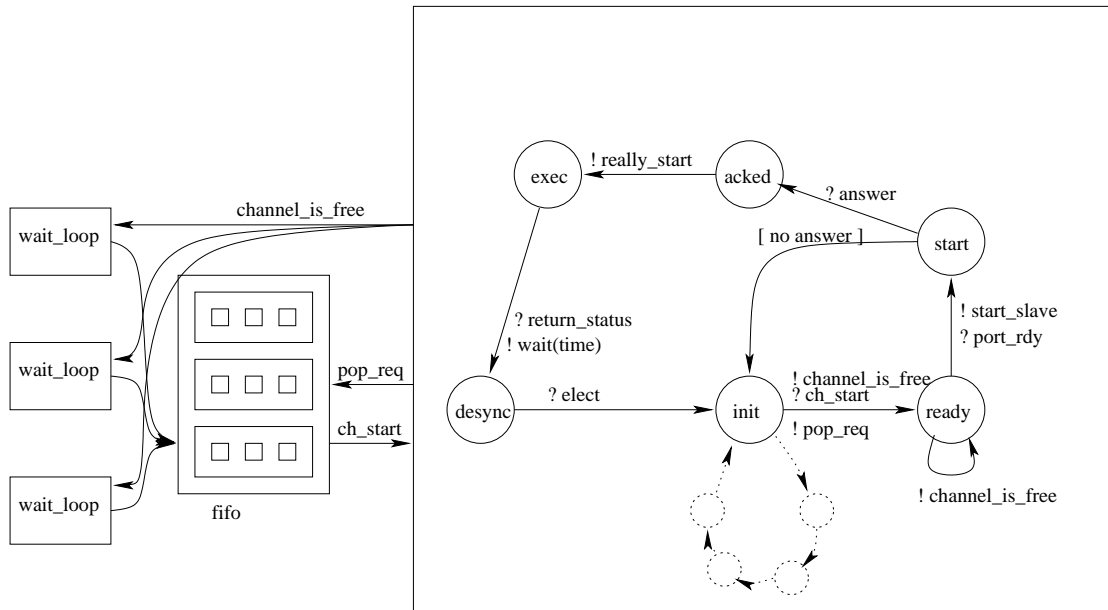 ! really_start
exec
acked
? answer
channel_is_free
wait_loop
[ no answer ]
start
! start_slave
? port_rdy
? return_status
! wait(time)
wait_loop
pop_req
! channel_is_free
? ch_start
desync
? elect
init
ready
! pop_req
ch_start
wait_loop
! channel_is_free
fifo